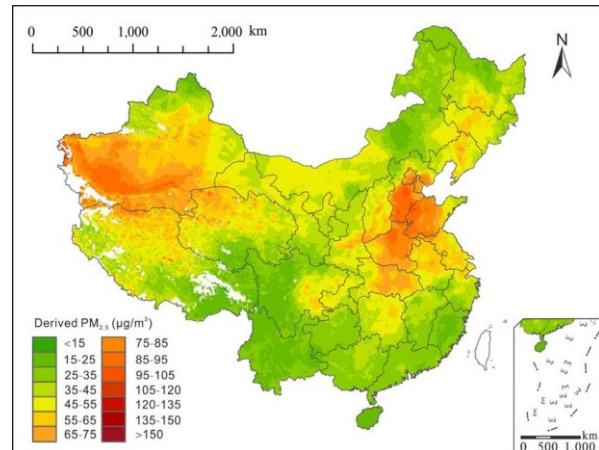 0 500 1,000 2,000 km
N
Derived PM2.5 (μg/m³)
<15 75-85
15-25 85-95
25-35 95-105
35-45 105-120
45-55 120-135
55-65 135-150
65-75 >150
0 500 1,000 km